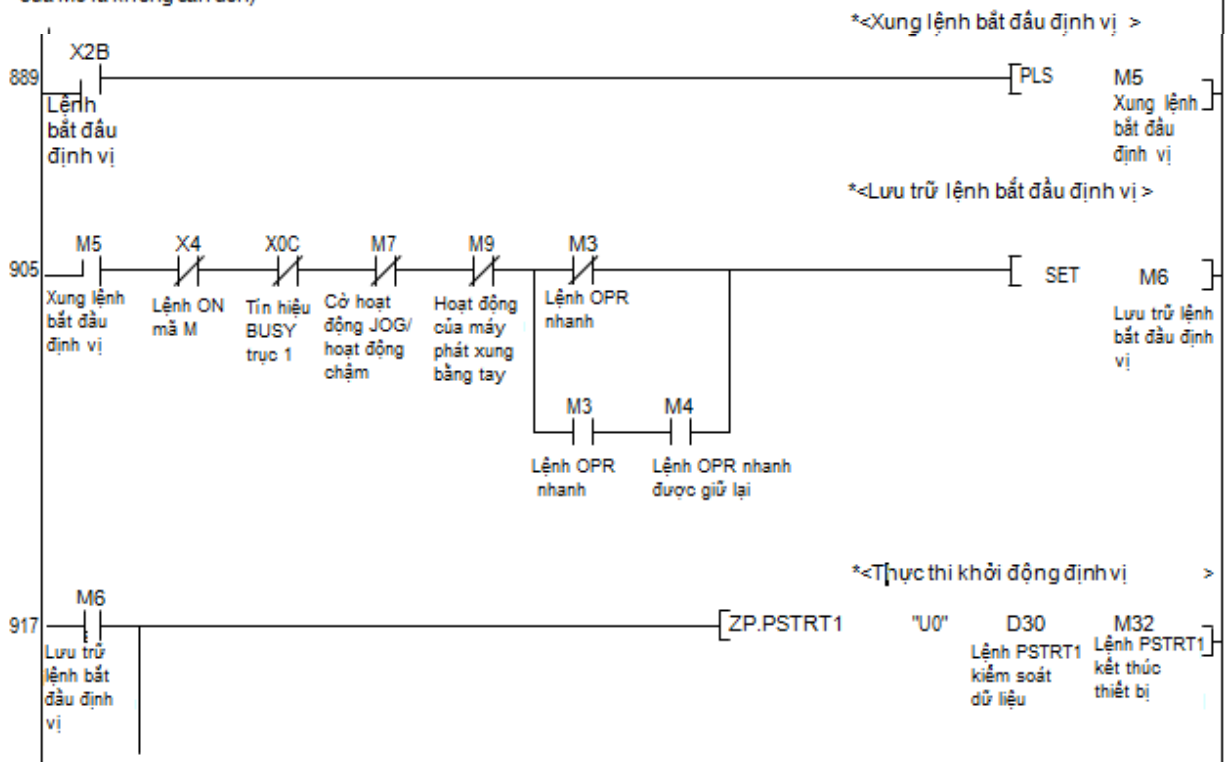 *<Xung lệnh bắt đầu định vị >
X2B
889
PLS M5
Lệnh
bắt đầu
định vị
Xung lệnh
bắt đầu
định vị
*<Lưu trữ lệnh bắt đầu định vị >
M5 X4 X0C M7 M9 M3
905
SET M6
Xung lệnh
bắt đầu
định vị
Lệnh ON
mã M
Tín hiệu
BUSY
trục 1
Cờ hoạt
động JOG/
hoạt động
chậm
Hoạt động
của máy
phát xung
bằng tay
Lệnh OPR
nhanh
Lưu trữ lệnh
bắt đầu định
vị
M3 M4
Lệnh OPR
nhanh
Lệnh OPR nhanh
được giữ lại
*<Thực thi khởi động định vị >
M6
917
ZP.PSTRT1 "U0" D30 M32
Lưu trữ
lệnh bắt
đầu định
vị
Lệnh PSTRT1
kiểm soát
dữ liệu
Lệnh PSTRT1
kết thúc
thiết bị